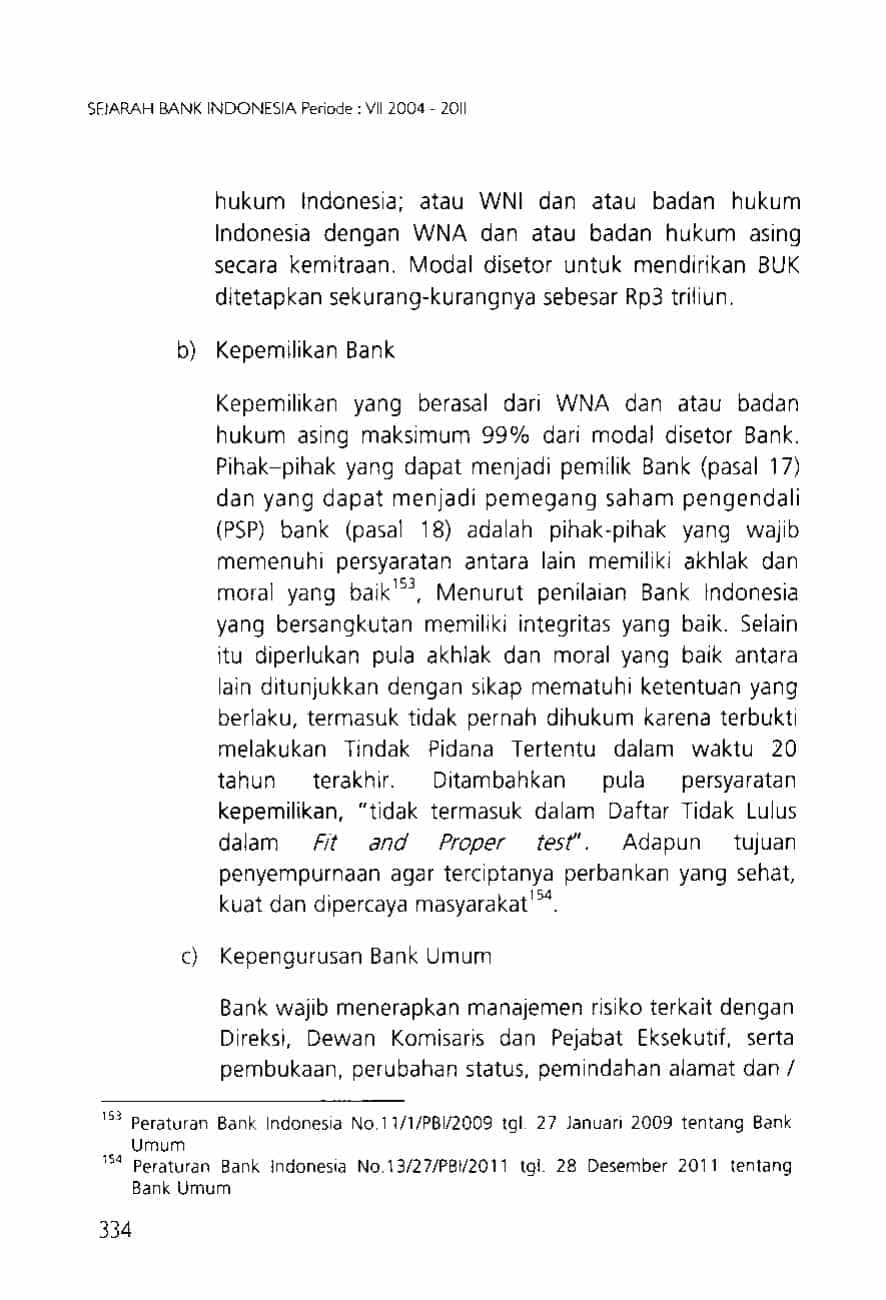 SEJARAH BANK INDONESIA Periode : VII 2004 - 2011
hukum Indonesia; atau WNI dan atau badan hukum
Indonesia dengan WNA dan atau badan hukum asing
secara kemitraan. Modal disetor untuk mendirikan BUK
ditetapkan sekurang-kurangnya sebesar Rp3 triliun.
b) Kepemilikan Bank
Kepemilikan yang berasal dari WNA dan atau badan
hukum asing maksimum 99% dari modal disetor Bank.
Pihak–pihak yang dapat menjadi pemilik Bank (pasal 17)
dan yang dapat menjadi pemegang saham pengendali
(PSP) bank (pasal 18) adalah pihak-pihak yang wajib
memenuhi persyaratan antara lain memiliki akhlak dan
moral yang baik153, Menurut penilaian Bank Indonesia
yang bersangkutan memiliki integritas yang baik. Selain
itu diperlukan pula akhlak dan moral yang baik antara
lain ditunjukkan dengan sikap mematuhi ketentuan yang
berlaku, termasuk tidak pernah dihukum karena terbukti
melakukan Tindak Pidana Tertentu dalam waktu 20
tahun terakhir. Ditambahkan pula persyaratan
kepemilikan, "tidak termasuk dalam Daftar Tidak Lulus
dalam Fit and Proper test". Adapun tujuan
penyempurnaan agar terciptanya perbankan yang sehat,
kuat dan dipercaya masyarakat154.
c) Kepengurusan Bank Umum
Bank wajib menerapkan manajemen risiko terkait dengan
Direksi, Dewan Komisaris dan Pejabat Eksekutif, serta
pembukaan, perubahan status, pemindahan alamat dan /
153 Peraturan Bank Indonesia No.11/1/PBI/2009 tgl. 27 Januari 2009 tentang Bank
Umum
154 Peraturan Bank Indonesia No.13/27/PBI/2011 tgl. 28 Desember 2011 tentang
Bank Umum
334